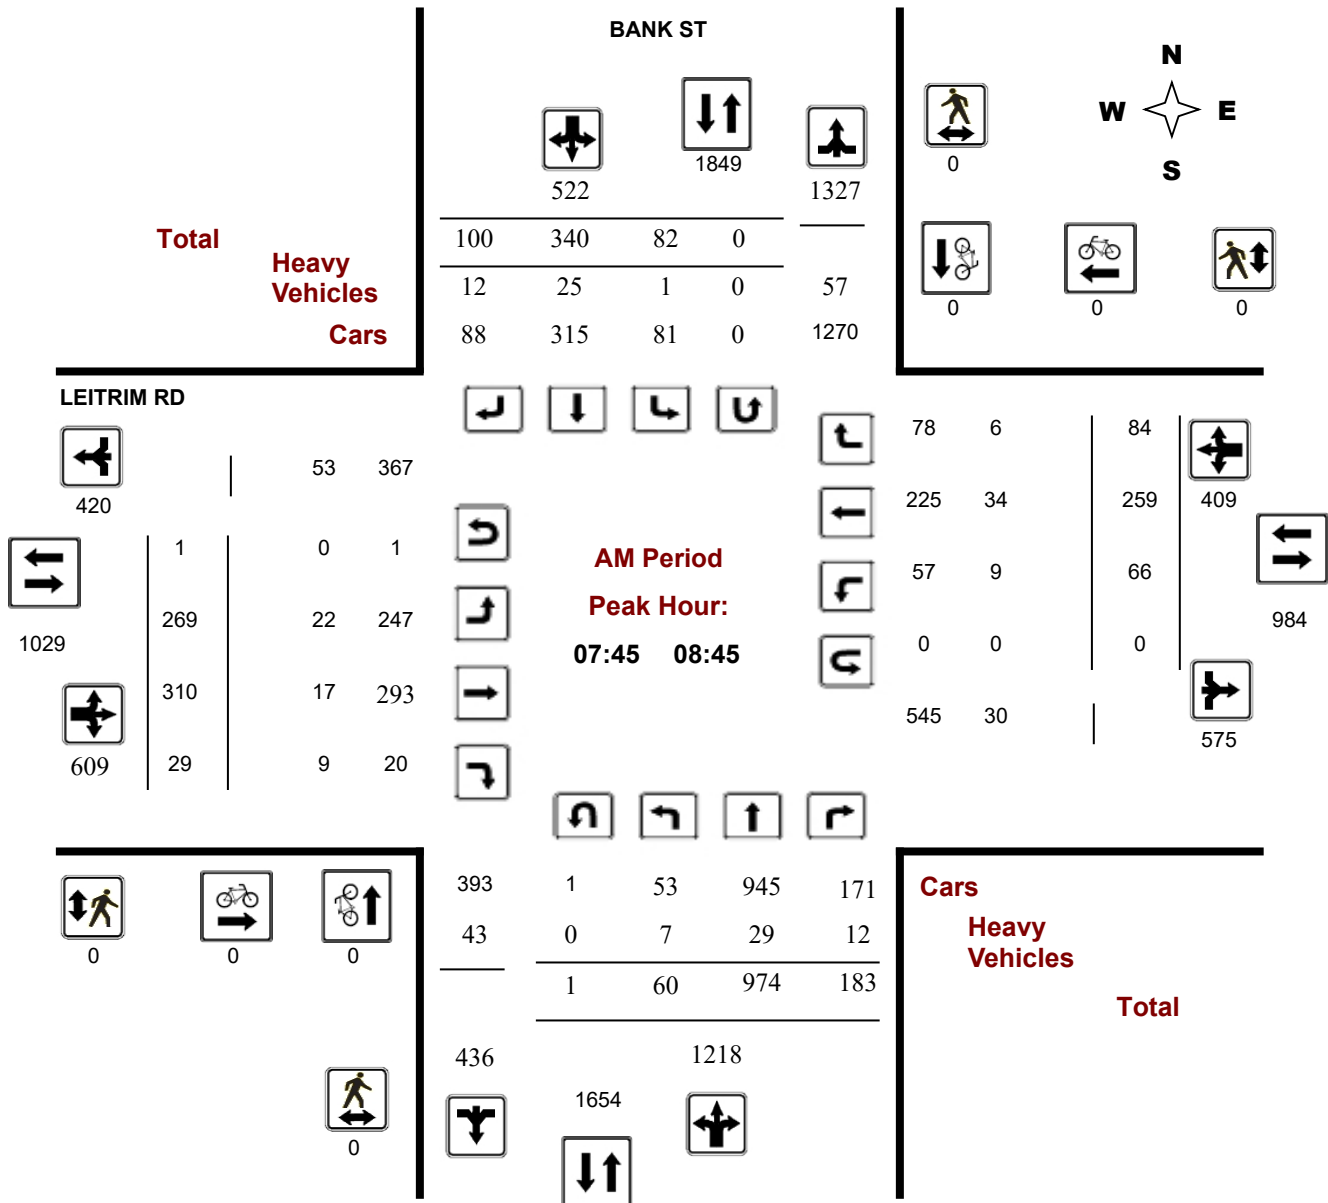 BANK ST
N
W E
S
0
1849
522 1327
Total
100 340 82 0
Heavy
Vehicles
12 25 1 0 57
Cars
88 315 81 0 1270
0 0 0
LEITRIM RD
78 6 84
53 367
420
225 34 259 409
1 0 1
AM Period
57 9 66
Peak Hour:
269 22 247
984
1029
07:45 08:45
0 0 0
310 17 293
545 30
575
609 29 9 20
393 1 53 945 171
Cars
43 0 7 29 12
Heavy
Vehicles
0 0 0
1 60 974 183
Total
436 1218
1654
0